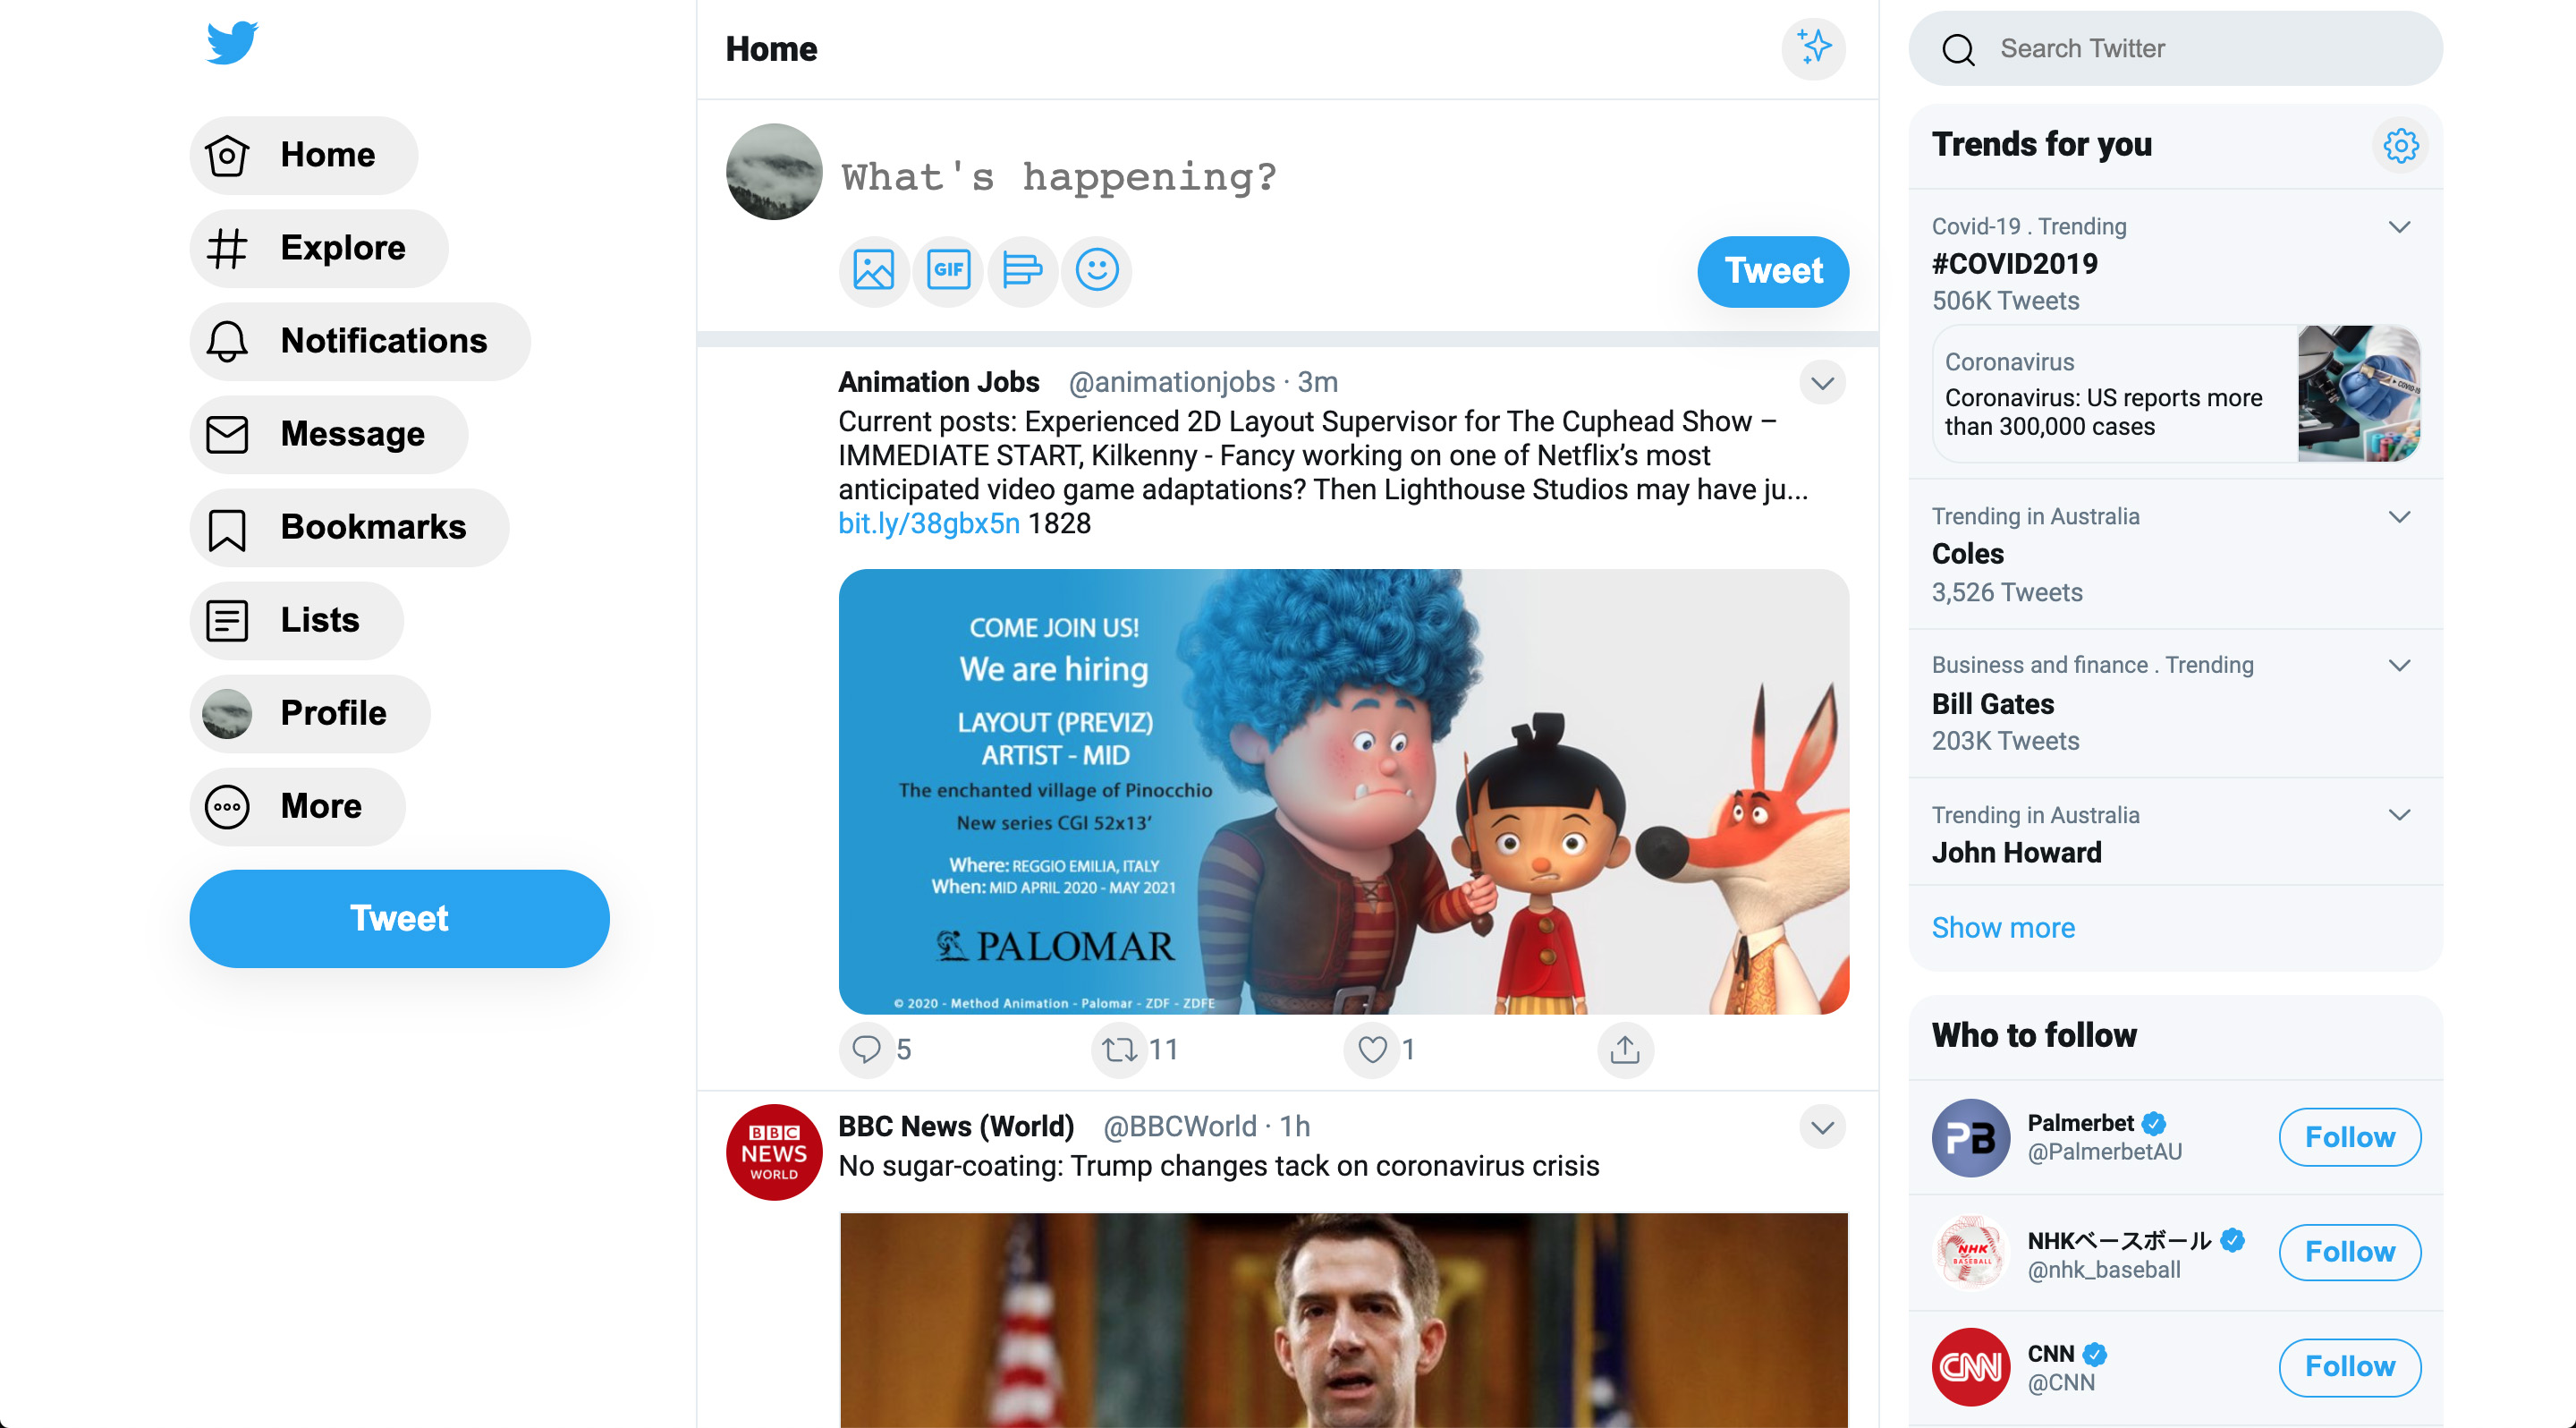 Home
Explore
Notifications
Message
Bookmarks
Lists
Profile
More
Tweet
Home
What's happening?
GIF
Tweet
Animation Jobs @animationjobs · 3m
Current posts: Experienced 2D Layout Supervisor for The Cuphead Show –
IMMEDIATE START, Kilkenny - Fancy working on one of Netflix’s most
anticipated video game adaptations? Then Lighthouse Studios may have ju...
bit.ly/38gbx5n 1828
COME JOIN US!
We are hiring
LAYOUT (PREVIZ)
ARTIST - MID
The enchanted village of Pinocchio
New series CGI 52x13’
Where: REGGIO EMILIA, ITALY
When: MID APRIL 2020 - MAY 2021
PALOMAR
© 2020 - Method Animation - Palomar - ZDF - ZDFE
5
11
1
BBC
NEWS
WORLD
BBC News (World) @BBCWorld · 1h
No sugar-coating: Trump changes tack on coronavirus crisis
Search Twitter
Trends for you
Covid-19 . Trending
#COVID2019
506K Tweets
Coronavirus
Coronavirus: US reports more
than 300,000 cases
Trending in Australia
Coles
3,526 Tweets
Business and finance . Trending
Bill Gates
203K Tweets
Trending in Australia
John Howard
Show more
Who to follow
PB
Palmerbet
@PalmerbetAU
Follow
NHK
BASEBALL
NHKベースボール
@nhk_baseball
Follow
CNN
CNN
@CNN
Follow